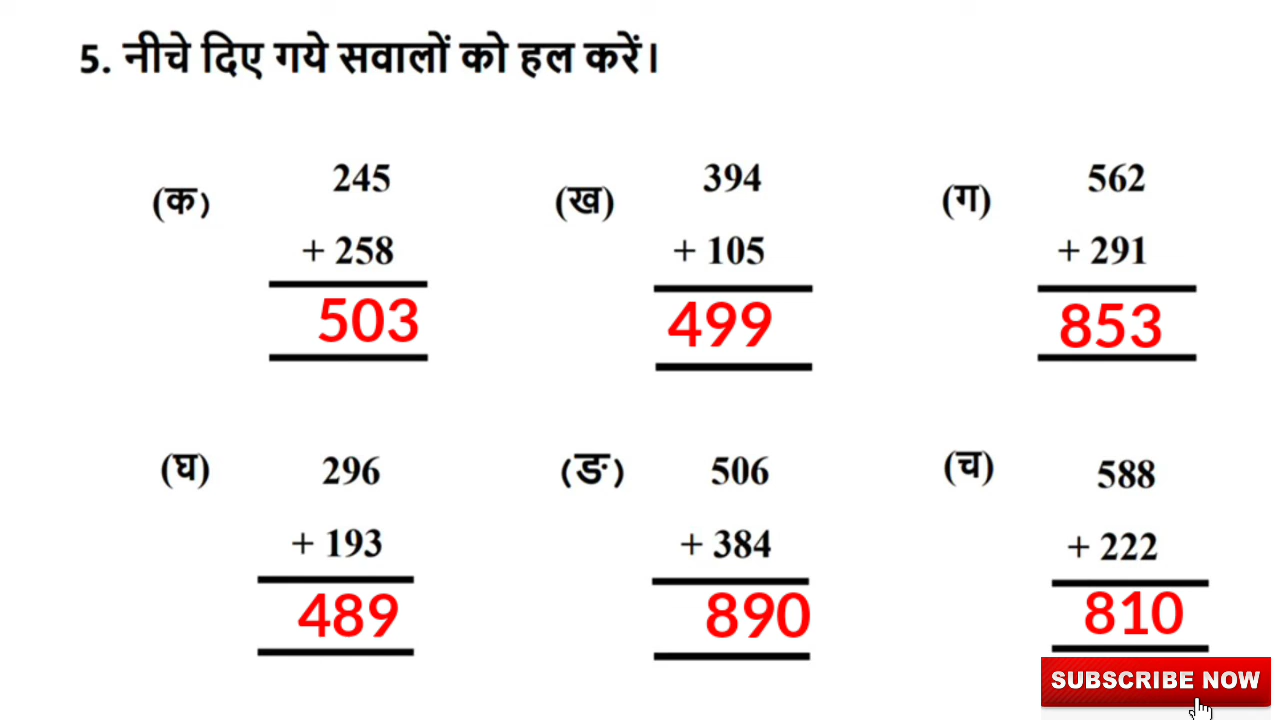 5. नीचे दिए गये सवालों को हल करें।
(क) 245 (ख) 394 (ग) 562
+ 258 + 105 + 291
503 499 853
(घ) 296 (ङ) 506 (च) 588
+ 193 + 384 + 222
489 890 810
SUBSCRIBE NOW